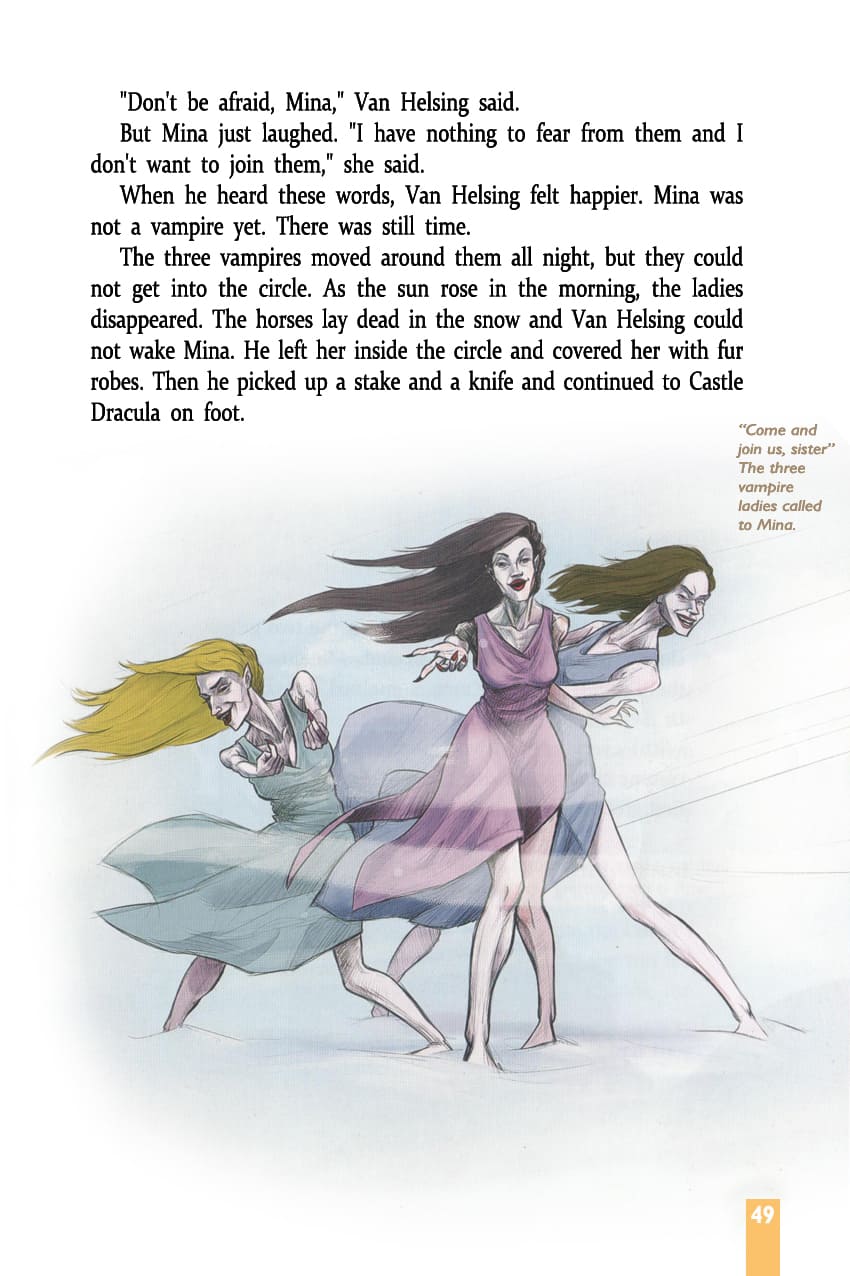 "Don't be afraid, Mina," Van Helsing said.
But Mina just laughed. "I have nothing to fear from them and I
don't want to join them," she said.
When he heard these words, Van Helsing felt happier. Mina was
not a vampire yet. There was still time.
The three vampires moved around them all night, but they could
not get into the circle. As the sun rose in the morning, the ladies
disappeared. The horses lay dead in the snow and Van Helsing could
not wake Mina. He left her inside the circle and covered her with fur
robes. Then he picked up a stake and a knife and continued to Castle
Dracula on foot.
“Come and
join us, sister”
The three
vampire
ladies called
to Mina.
49